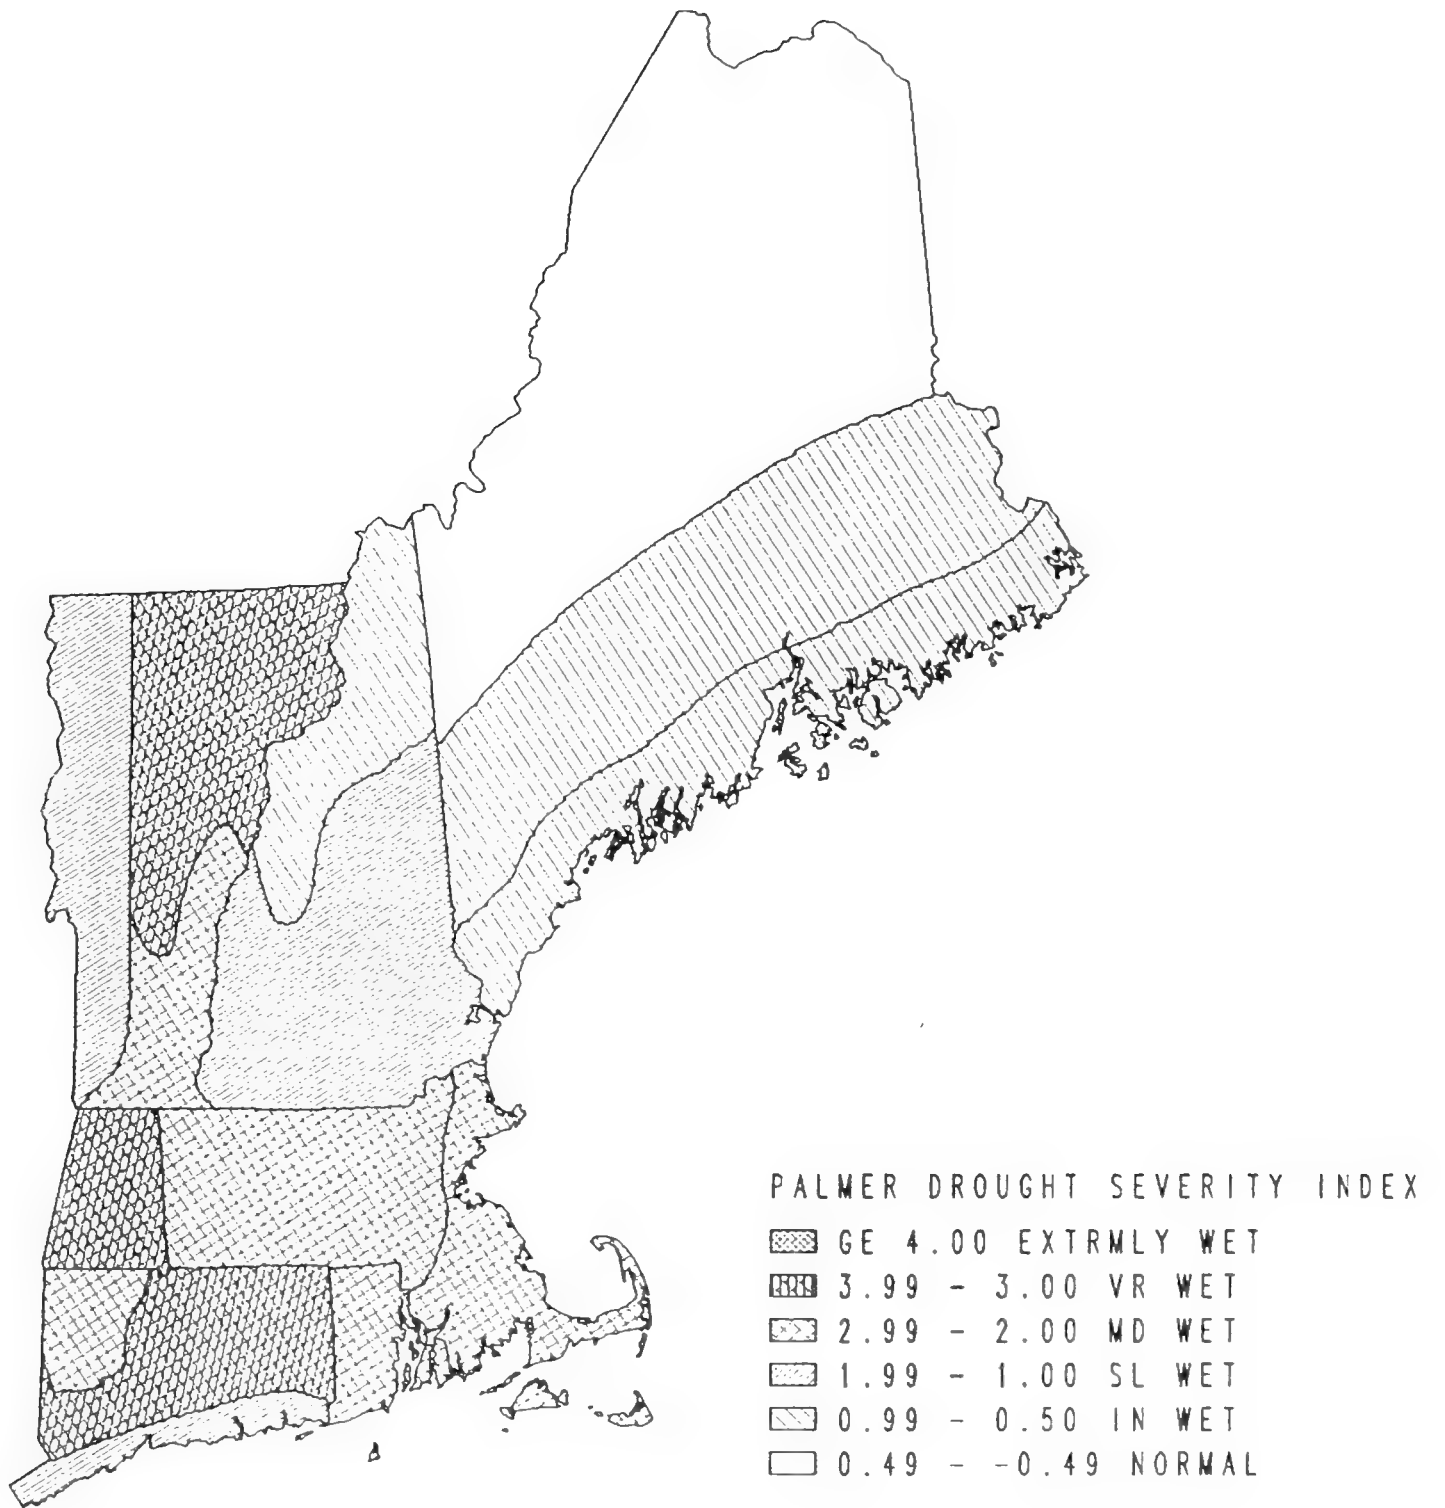 PALMER DROUGHT SEVERITY INDEX
GE 4.00 EXTRMLY WET
3.99 - 3.00 VR WET
2.99 - 2.00 MD WET
1.99 - 1.00 SL WET
0.99 - 0.50 IN WET
0.49 - -0.49 NORMAL